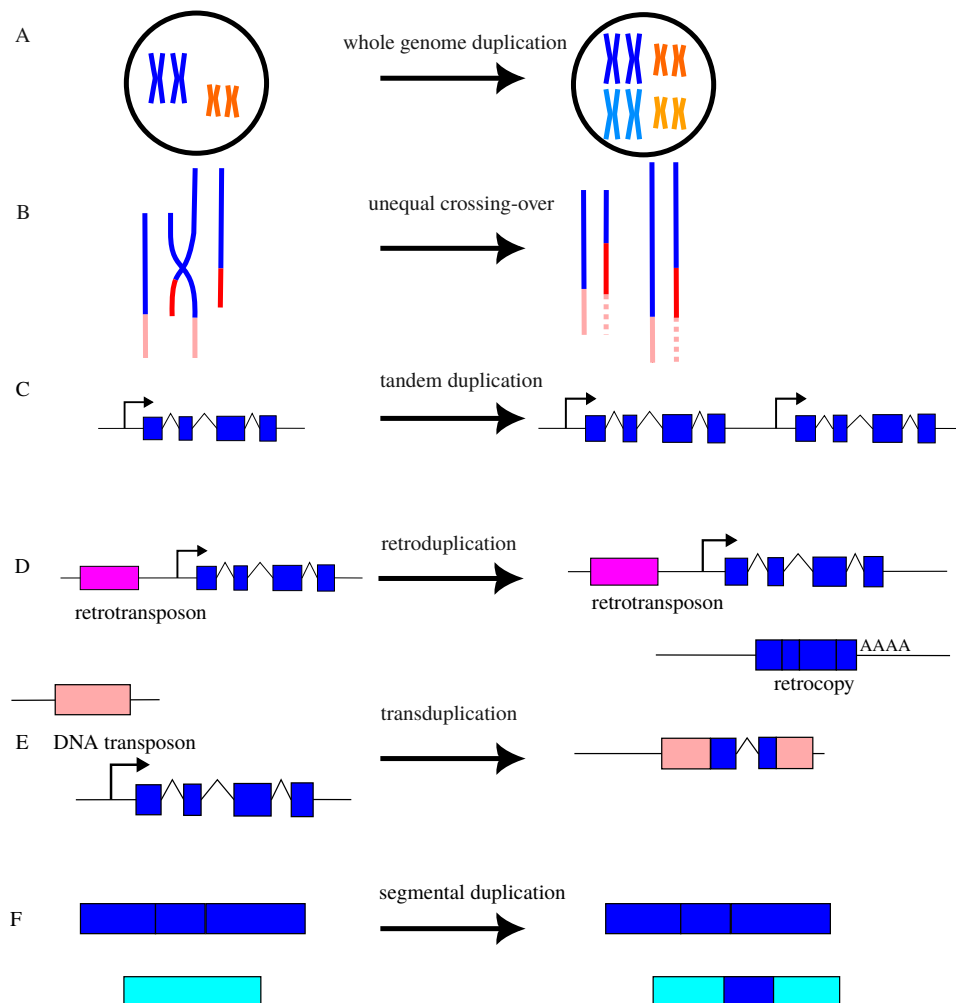 A
whole genome duplication
B
unequal crossing-over
C
tandem duplication
D
retroduplication
retrotransposon
retrotransposon
AAAA
retrocopy
transduplication
E
DNA transposon
segmental duplication
F